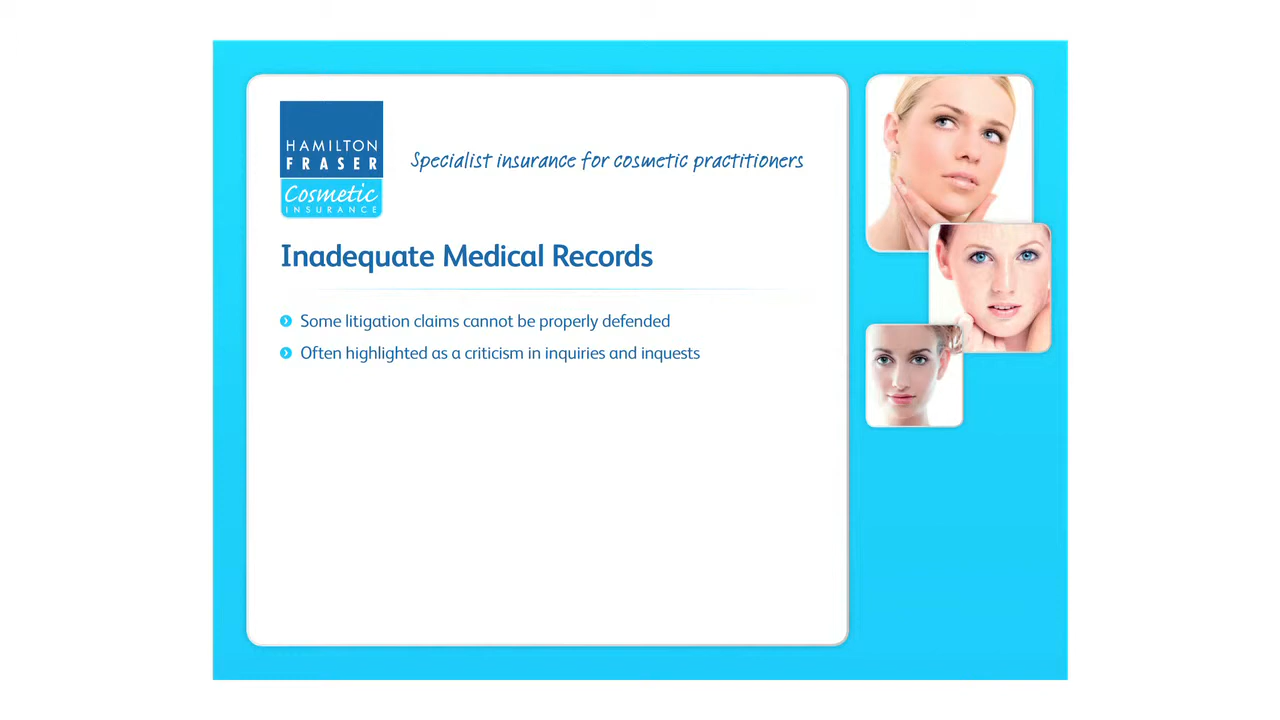 HAMILTON
FRASER
Cosmetic
INSURANCE
Specialist insurance for cosmetic practitioners
Inadequate Medical Records
Some litigation claims cannot be properly defended
Often highlighted as a criticism in inquiries and inquests